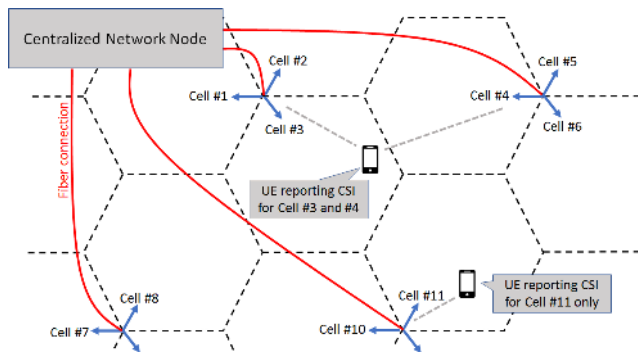 Centralized Network Node
Cell #2
Cell #1
Cell #3
Cell #5
Cell #4
Cell #6
Fiber connection
UE reporting CSI
for Cell #3 and #4
Cell #8
Cell #7
Cell #11
Cell #10
UE reporting CSI
for Cell #11 only